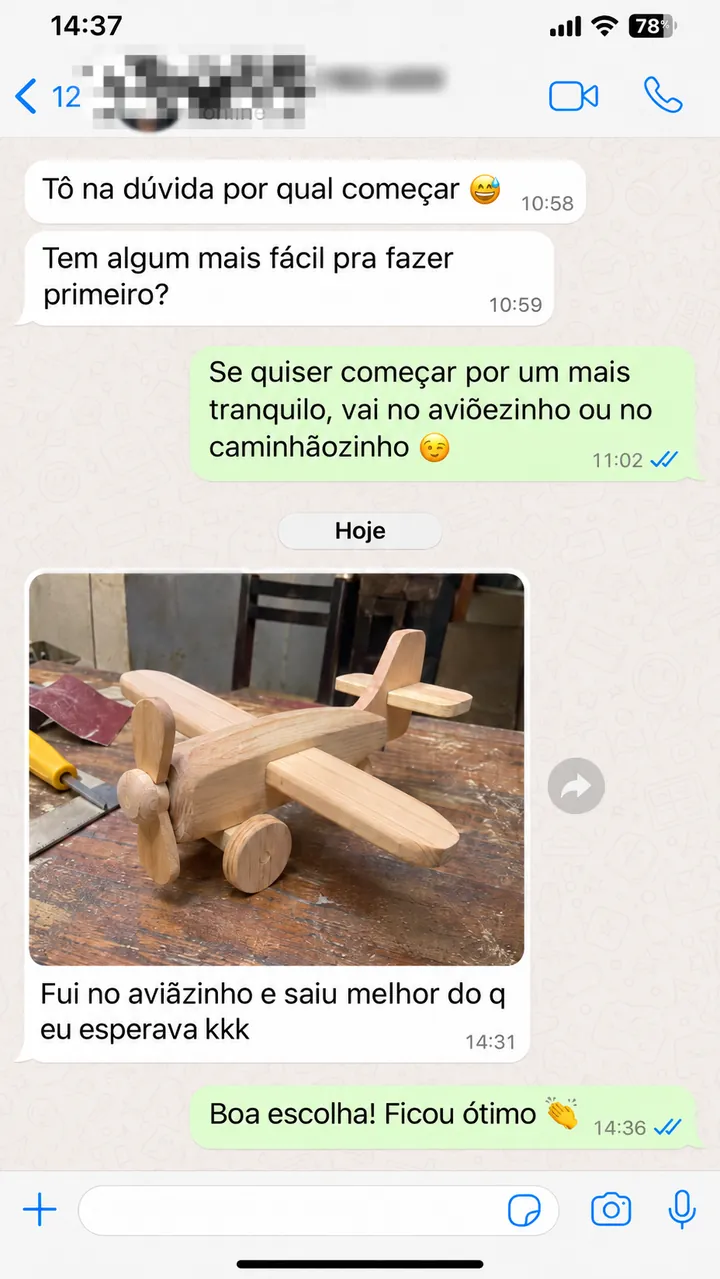 14:37
78%
12
online
Tô na dúvida por qual começar 😅
10:58
Tem algum mais fácil pra fazer
primeiro?
10:59
Se quiser começar por um mais
tranquilo, vai no aviõezinho ou no
caminhãozinho 😉
11:02
Hoje
Fui no aviãzinho e saiu melhor do q
eu esperava kkk
14:31
Boa escolha! Ficou ótimo 👏
14:36